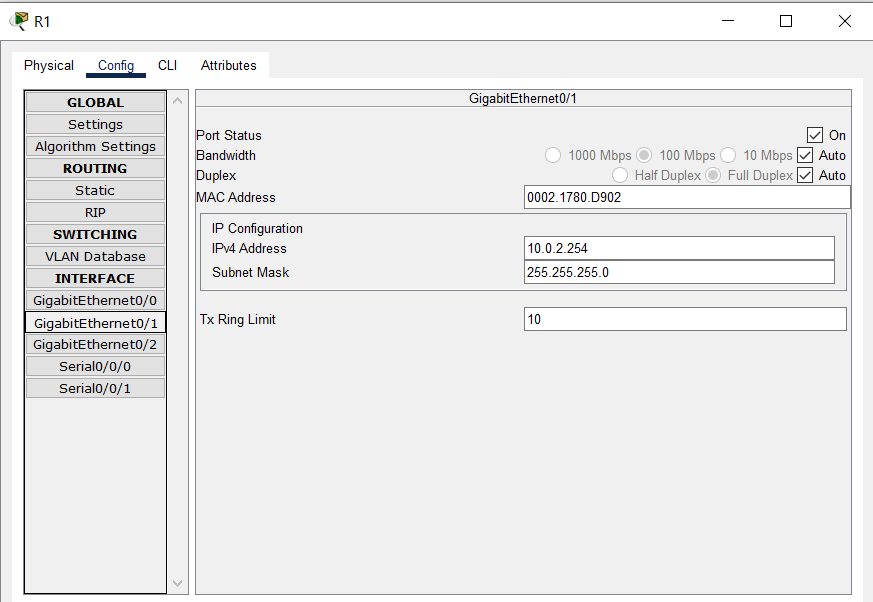 R1
Physical Config CLI Attributes
GLOBAL
Settings
Algorithm Settings
ROUTING
Static
RIP
SWITCHING
VLAN Database
INTERFACE
GigabitEthernet0/0
GigabitEthernet0/1
GigabitEthernet0/2
Serial0/0/0
Serial0/0/1
GigabitEthernet0/1
Port Status On
Bandwidth 1000 Mbps 100 Mbps 10 Mbps Auto
Duplex Half Duplex Full Duplex Auto
MAC Address 0002.1780.D902
IP Configuration
IPv4 Address 10.0.2.254
Subnet Mask 255.255.255.0
Tx Ring Limit 10